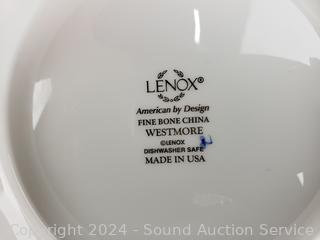 LENOX®
American by Design
FINE BONE CHINA
WESTMORE
©LENOX
DISHWASHER SAFE
MADE IN USA
Copyright 2024 - Sound Auction Service